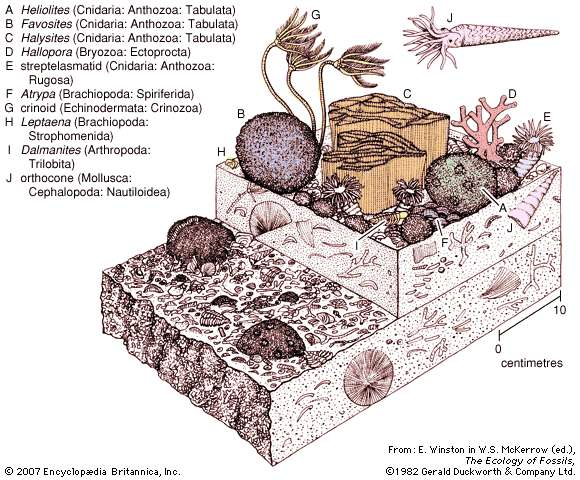 A Heliolites (Cnidaria: Anthozoa: Tabulata)
B Favosites (Cnidaria: Anthozoa: Tabulata)
C Halysites (Cnidaria: Anthozoa: Tabulata)
D Hallopora (Bryozoa: Ectoprocta)
E streptelasmatid (Cnidaria: Anthozoa:
Rugosa)
F Atrypa (Brachiopoda: Spiriferida)
G crinoid (Echinodermata: Crinozoa)
H Leptaena (Brachiopoda:
Strophomenida)
I Dalmanites (Arthropoda:
Trilobita)
J orthocone (Mollusca:
Cephalopoda: Nautiloidea)
G
J
C
D
B
E
H
A
I
F
J
10
0
centimetres
From: E. Winston in W.S. McKerrow (ed.),
The Ecology of Fossils,
©1982 Gerald Duckworth & Company Ltd.
© 2007 Encyclopædia Britannica, Inc.